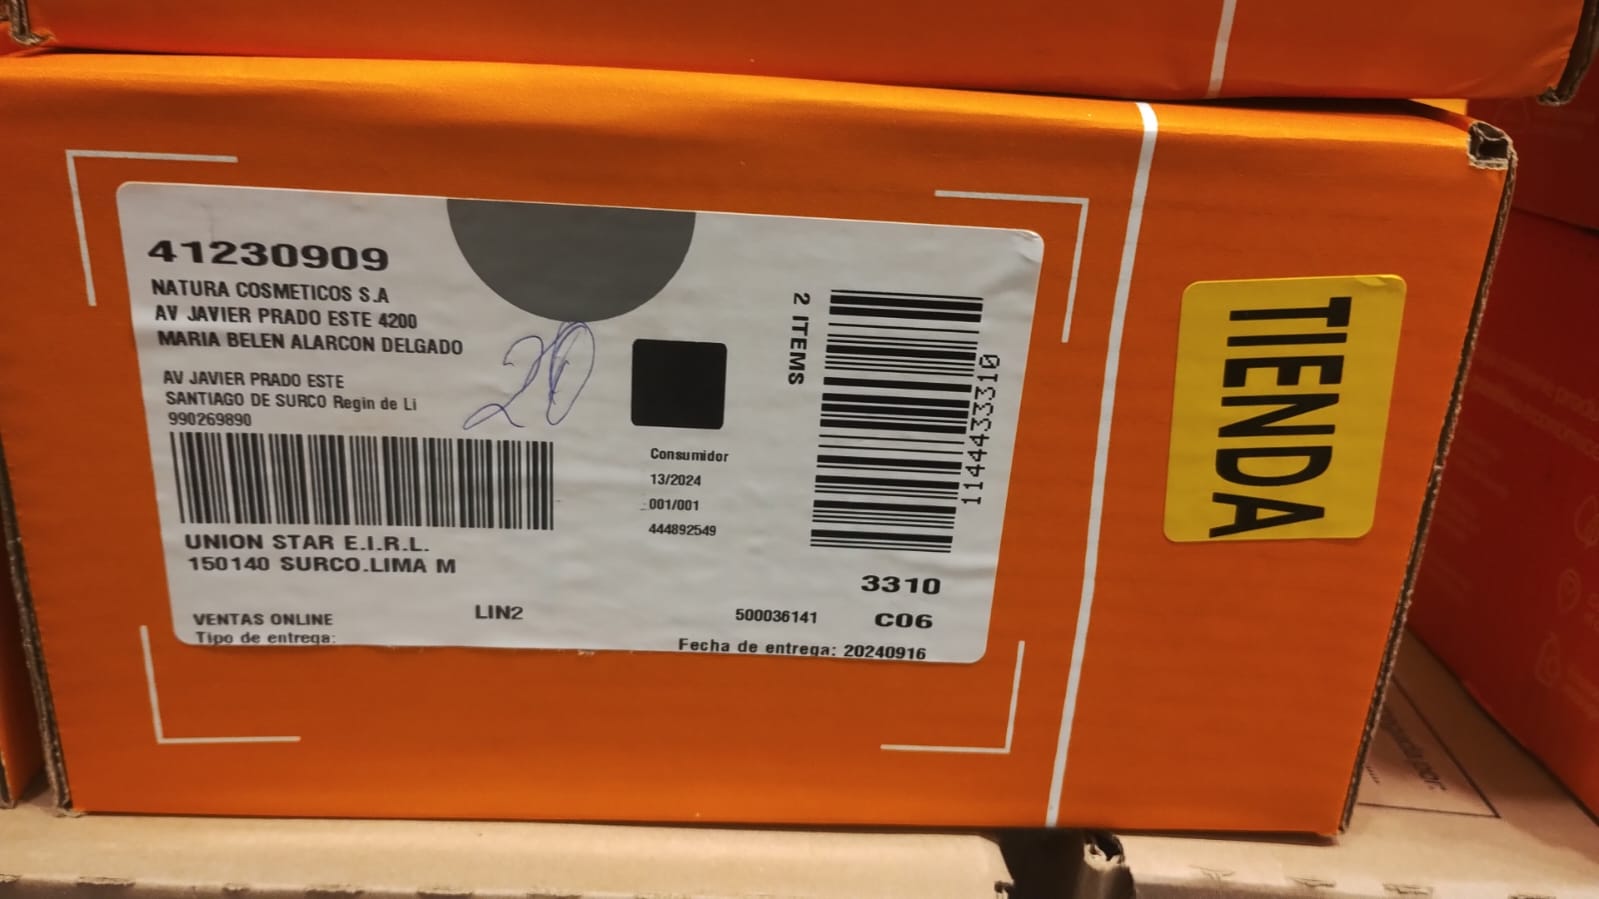 41230909
NATURA COSMETICOS S.A
AV JAVIER PRADO ESTE 4200
MARIA BELEN ALARCON DELGADO
AV JAVIER PRADO ESTE
SANTIAGO DE SURCO Regin de Li
990269890
20
UNION STAR E.I.R.L.
150140 SURCO.LIMA M
VENTAS ONLINE
Tipo de entrega:
LIN2
Consumidor
13/2024
001/001
444892549
2 ITEMS
11444333310
3310
500036141
C06
Fecha de entrega: 20240916
TIENDA